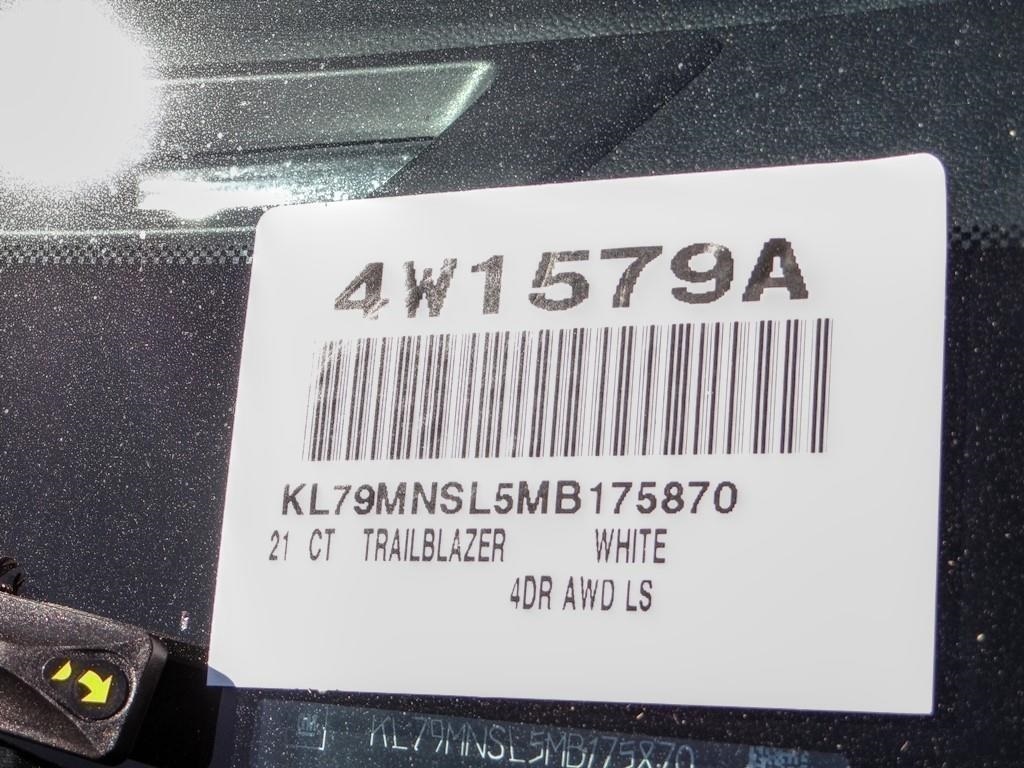 4W1579A
KL79MNSL5MB175870
21 CT TRAILBLAZER WHITE
4DR AWD LS
KL79MNSL5MB175870